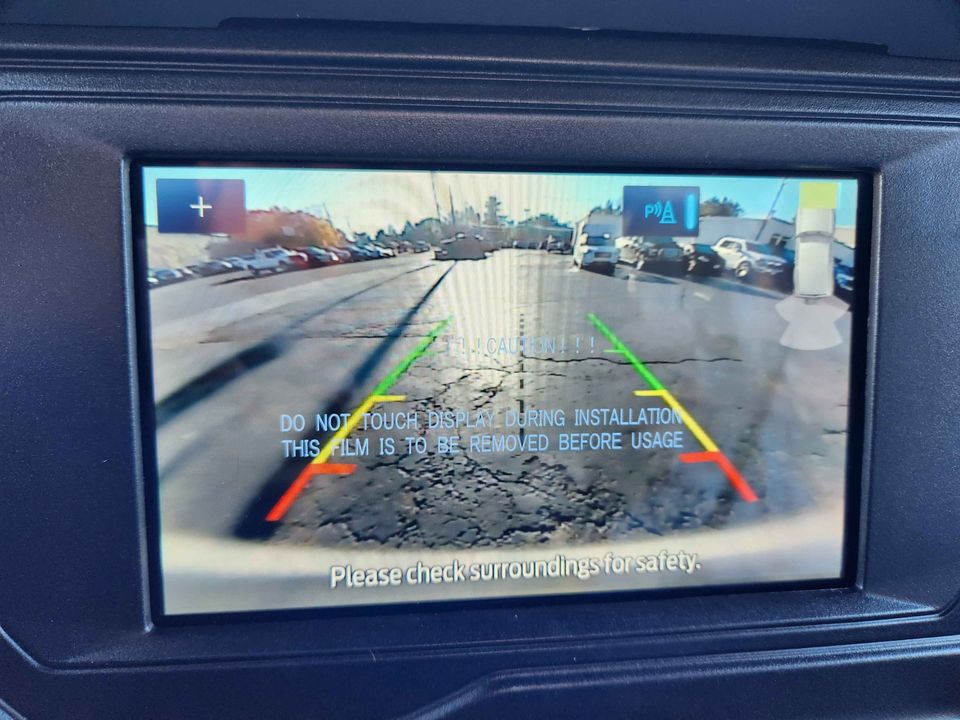 +
P
!!!CAUTION!!!
DO NOT TOUCH DISPLAY DURING INSTALLATION
THIS FILM IS TO BE REMOVED BEFORE USAGE
Please check surroundings for safety.